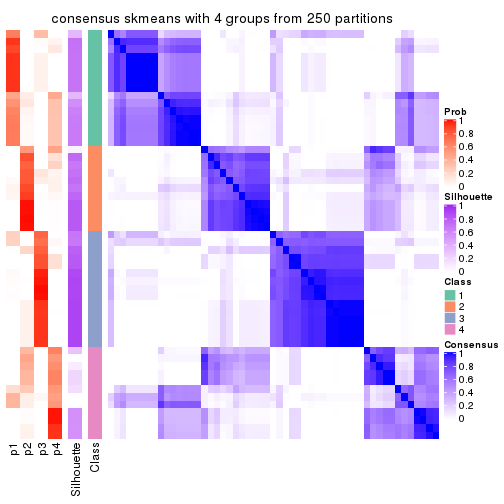 consensus skmeans with 4 groups from 250 partitions
Prob
1
0.8
0.6
0.4
0.2
0
Silhouette
1
0.8
0.6
0.4
0.2
0
Class
1
2
3
4
Consensus
1
0.8
0.6
0.4
0.2
0
p1
p2
p3
p4
Silhouette
Class